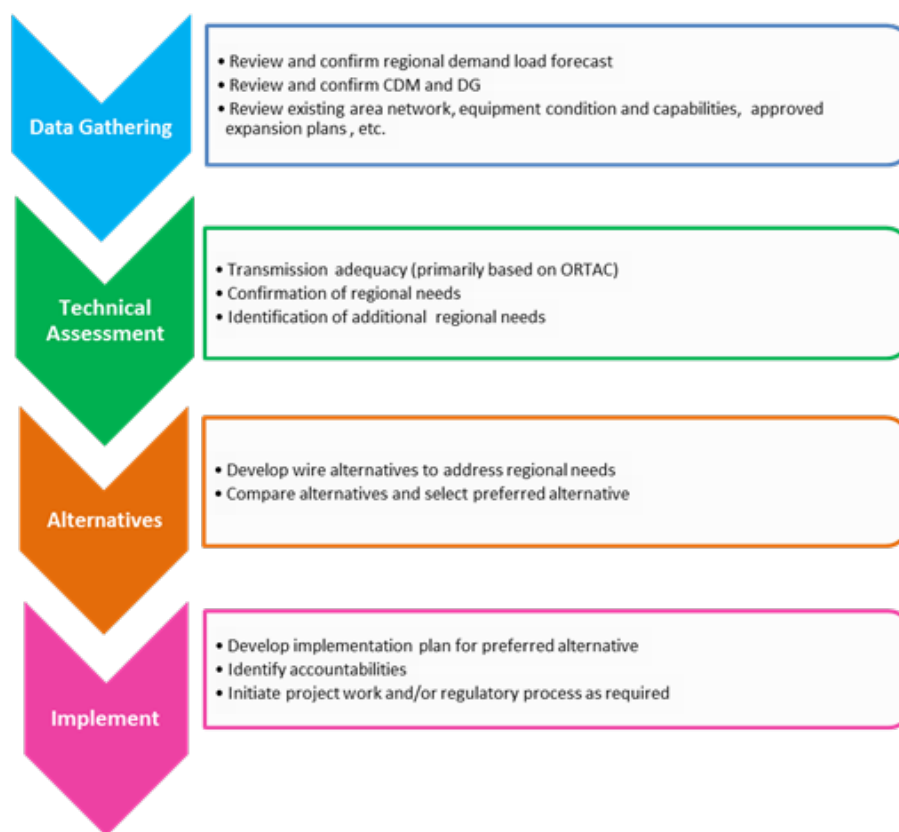 Data Gathering
• Review and confirm regional demand load forecast
• Review and confirm CDM and DG
• Review existing area network, equipment condition and capabilities, approved
expansion plans , etc.
Technical
Assessment
• Transmission adequacy (primarily based on ORTAC)
• Confirmation of regional needs
• Identification of additional regional needs
Alternatives
• Develop wire alternatives to address regional needs
• Compare alternatives and select preferred alternative
Implement
• Develop implementation plan for preferred alternative
• Identify accountabilities
• Initiate project work and/or regulatory process as required